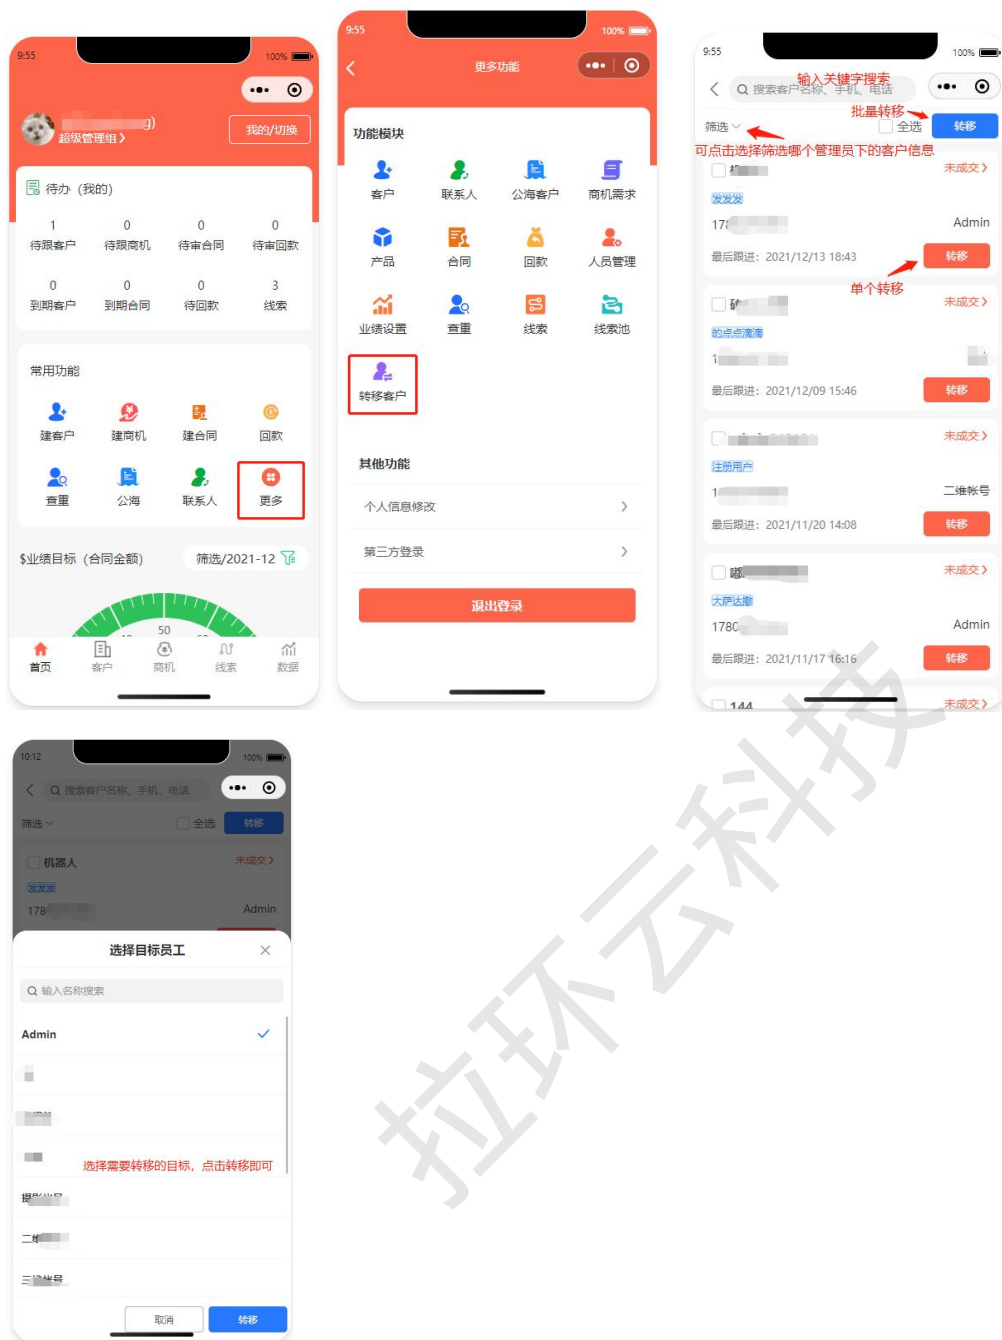 9:55
100%
超级管理组
我的/切换
待办（我的）
1
0
0
0
待跟客户
待跟商机
待审合同
待审回款
0
0
0
3
到期客户
到期合同
待回款
线索
常用功能
建客户
建商机
建合同
回款
查重
公海
联系人
更多
$业绩目标（合同金额）
筛选/2021-12
50
首页
客户
商机
线索
数据
9:55
100%
更多功能
功能模块
客户
联系人
公海客户
商机需求
产品
合同
回款
人员管理
业绩设置
查重
线索
线索池
转移客户
其他功能
个人信息修改
第三方登录
退出登录
9:55
100%
输入关键字搜索
搜索客户名称、手机、电话
批量转移
筛选
全选
转移
可点击选择筛选哪个管理员下的客户信息
未成交
发发发
Admin
最后跟进：2021/12/13 18:43
转移
单个转移
未成交
的点点滴滴
最后跟进：2021/12/09 15:46
转移
未成交
注册用户
二维帐号
最后跟进：2021/11/20 14:08
转移
未成交
大萨达撒
1780
Admin
最后跟进：2021/11/17 16:16
转移
144
未成交
10:12
100%
搜索客户名称、手机、电话
筛选
全选
转移
机器人
未成交
发发发
178
Admin
选择目标员工
输入名称搜索
Admin
选择需要转移的目标，点击转移即可
取消
转移
拉环云科技